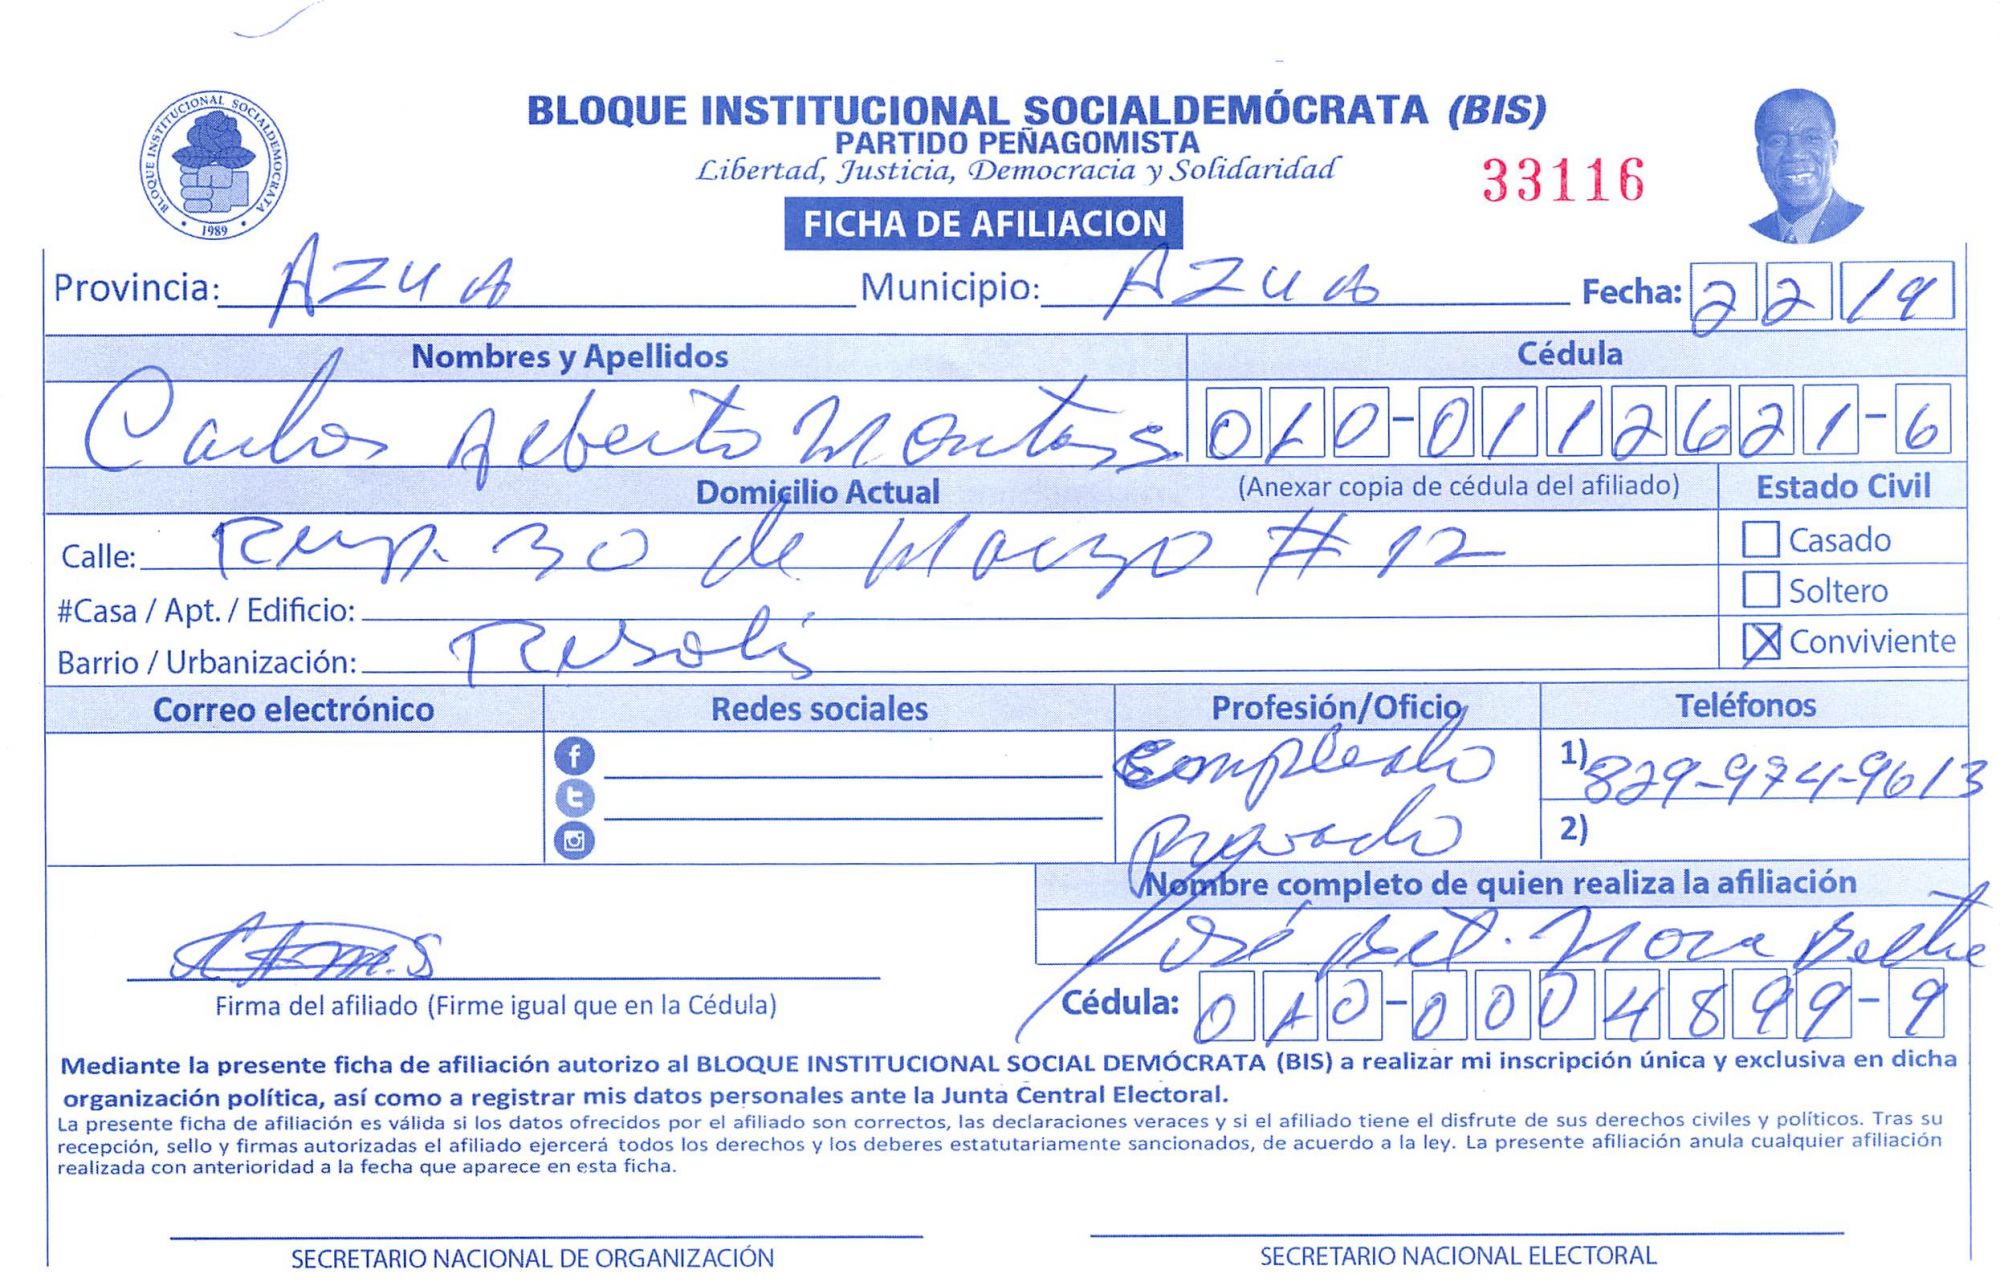 BLOQUE INSTITUCIONAL SOCIALDEMOCRATA
1989
BLOQUE INSTITUCIONAL SOCIALDEMÓCRATA (BIS)
PARTIDO PEÑAGOMISTA
Libertad, Justicia, Democracia y Solidaridad
33116
FICHA DE AFILIACION
Provincia: AZUA Municipio: AZUA Fecha: 2 2 19
Nombres y Apellidos Cédula
Carlos Alberto 010-0112621-6
Domicilio Actual (Anexar copia de cédula del afiliado) Estado Civil
Calle: 30 de Marzo #12 Casado
#Casa / Apt. / Edificio: Soltero
Barrio / Urbanización: X Conviviente
Correo electrónico Redes sociales Profesión/Oficio Teléfonos
Empleado 1) 829-974-9613
Privado 2)
Nombre completo de quien realiza la afiliación
José Bet. Mora
Firma del afiliado (Firme igual que en la Cédula) Cédula: 010-0004899-9
Mediante la presente ficha de afiliación autorizo al BLOQUE INSTITUCIONAL SOCIAL DEMÓCRATA (BIS) a realizar mi inscripción única y exclusiva en dicha
organización política, así como a registrar mis datos personales ante la Junta Central Electoral.
La presente ficha de afiliación es válida si los datos ofrecidos por el afiliado son correctos, las declaraciones veraces y si el afiliado tiene el disfrute de sus derechos civiles y políticos. Tras su
recepción, sello y firmas autorizadas el afiliado ejercerá todos los derechos y los deberes estatutariamente sancionados, de acuerdo a la ley. La presente afiliación anula cualquier afiliación
realizada con anterioridad a la fecha que aparece en esta ficha.
SECRETARIO NACIONAL DE ORGANIZACIÓN SECRETARIO NACIONAL ELECTORAL